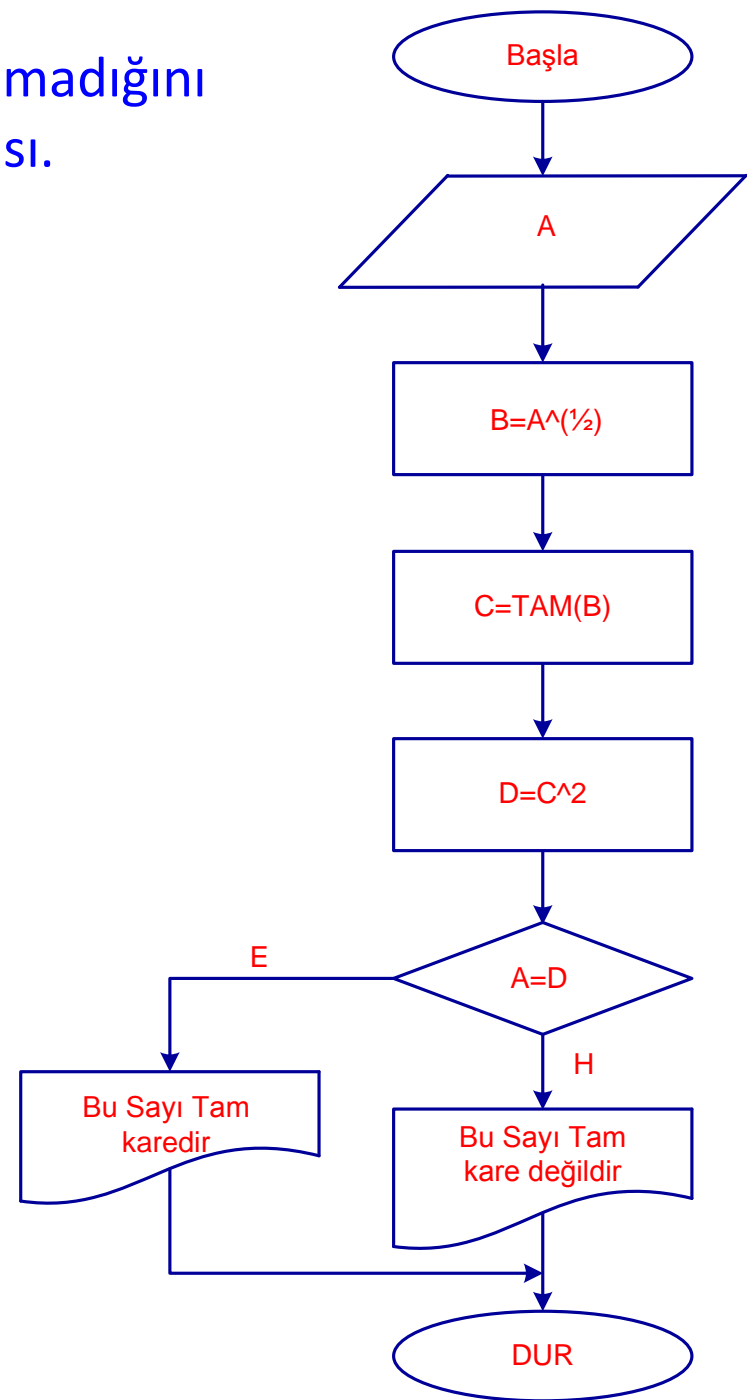 madığını
sı.
Başla
A
B=A^(½)
C=TAM(B)
D=C^2
A=D
E
H
Bu Sayı Tam
karedir
Bu Sayı Tam
kare değildir
DUR